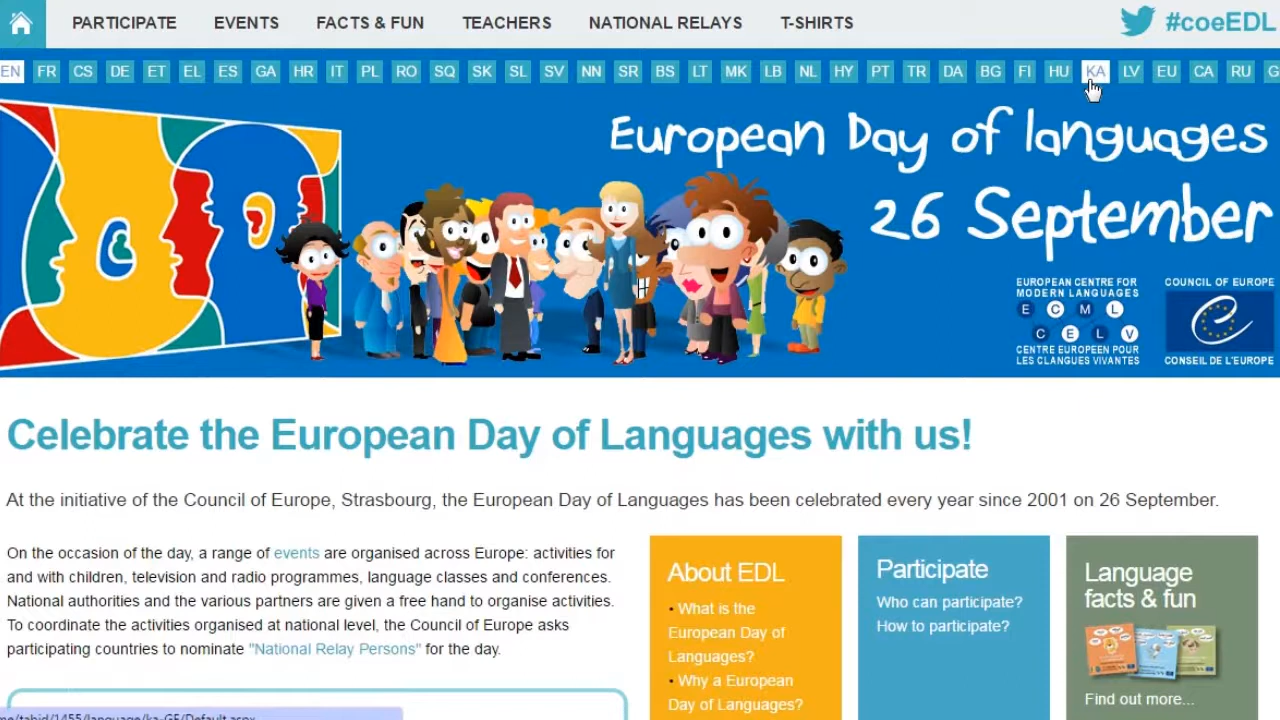 PARTICIPATE EVENTS FACTS & FUN TEACHERS NATIONAL RELAYS T-SHIRTS #coeEDL
EN FR CS DE ET EL ES GA HR IT PL RO SQ SK SL SV NN SR BS LT MK LB NL HY PT TR DA BG FI HU KA LV EU CA RU G
European Day of languages
26 September
EUROPEAN CENTRE FOR
MODERN LANGUAGES
E C M L
C E L V
CENTRE EUROPEEN POUR
LES CLANGUES VIVANTES
COUNCIL OF EUROPE
CONSEIL DE L'EUROPE
Celebrate the European Day of Languages with us!
At the initiative of the Council of Europe, Strasbourg, the European Day of Languages has been celebrated every year since 2001 on 26 September.
On the occasion of the day, a range of events are organised across Europe: activities for
and with children, television and radio programmes, language classes and conferences.
National authorities and the various partners are given a free hand to organise activities.
To coordinate the activities organised at national level, the Council of Europe asks
participating countries to nominate "National Relay Persons" for the day.
About EDL
• What is the
European Day of
Languages?
• Why a European
Day of Languages?
Participate
Who can participate?
How to participate?
Language
facts & fun
Find out more...
me/tabid/1455/language/ka-GE/Default.aspx